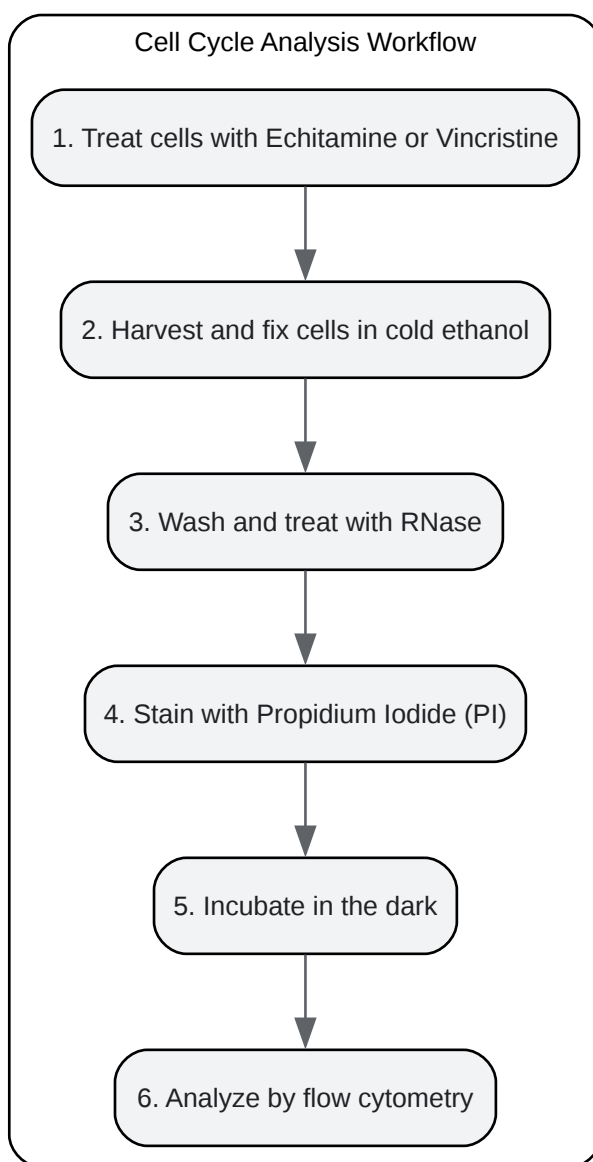 Cell Cycle Analysis Workflow
1. Treat cells with Echitamine or Vincristine
2. Harvest and fix cells in cold ethanol
3. Wash and treat with RNase
4. Stain with Propidium Iodide (PI)
5. Incubate in the dark
6. Analyze by flow cytometry